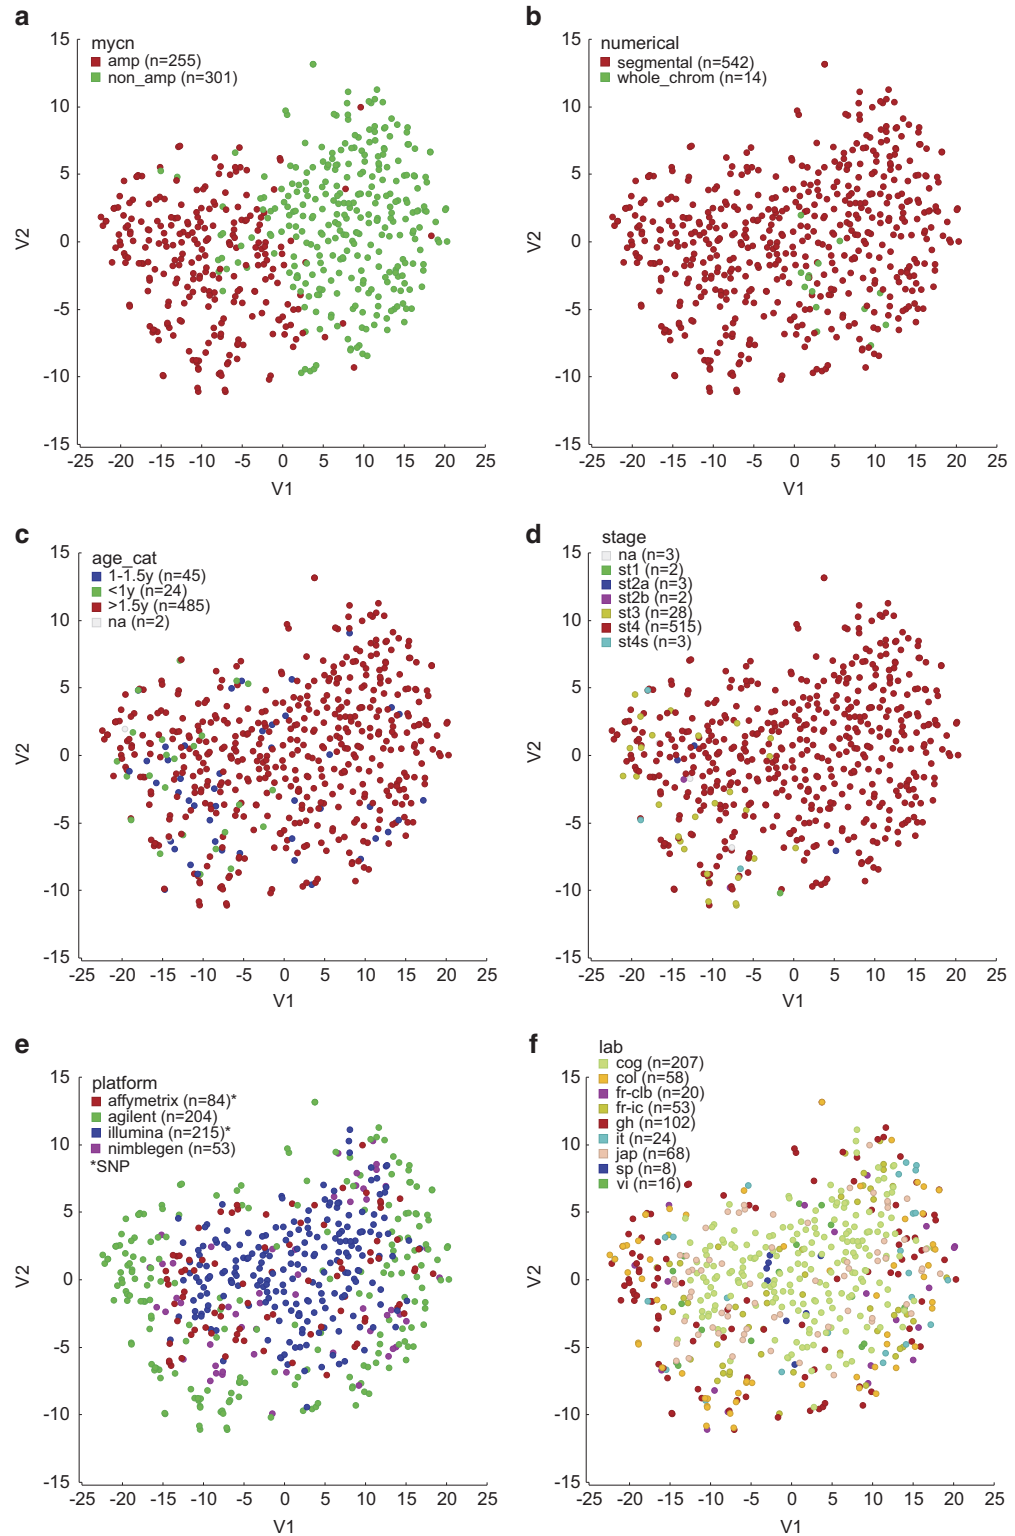 a
mycn
amp (n=255)
non_amp (n=301)
15
10
5
0
-5
-10
-15
V2
-25 -20 -15 -10 -5 0 5 10 15 20 25
V1
b
numerical
segmental (n=542)
whole_chrom (n=14)
15
10
5
0
-5
-10
-15
V2
-25 -20 -15 -10 -5 0 5 10 15 20 25
V1
c
age_cat
1-1.5y (n=45)
<1y (n=24)
>1.5y (n=485)
na (n=2)
15
10
5
0
-5
-10
-15
V2
-25 -20 -15 -10 -5 0 5 10 15 20 25
V1
d
stage
na (n=3)
st1 (n=2)
st2a (n=3)
st2b (n=2)
st3 (n=28)
st4 (n=515)
st4s (n=3)
15
10
5
0
-5
-10
-15
V2
-25 -20 -15 -10 -5 0 5 10 15 20 25
V1
e
platform
affymetrix (n=84)*
agilent (n=204)
illumina (n=215)*
nimblegen (n=53)
*SNP
15
10
5
0
-5
-10
-15
V2
-25 -20 -15 -10 -5 0 5 10 15 20 25
V1
f
lab
cog (n=207)
col (n=58)
fr-clb (n=20)
fr-ic (n=53)
gh (n=102)
it (n=24)
jap (n=68)
sp (n=8)
vi (n=16)
15
10
5
0
-5
-10
-15
V2
-25 -20 -15 -10 -5 0 5 10 15 20 25
V1